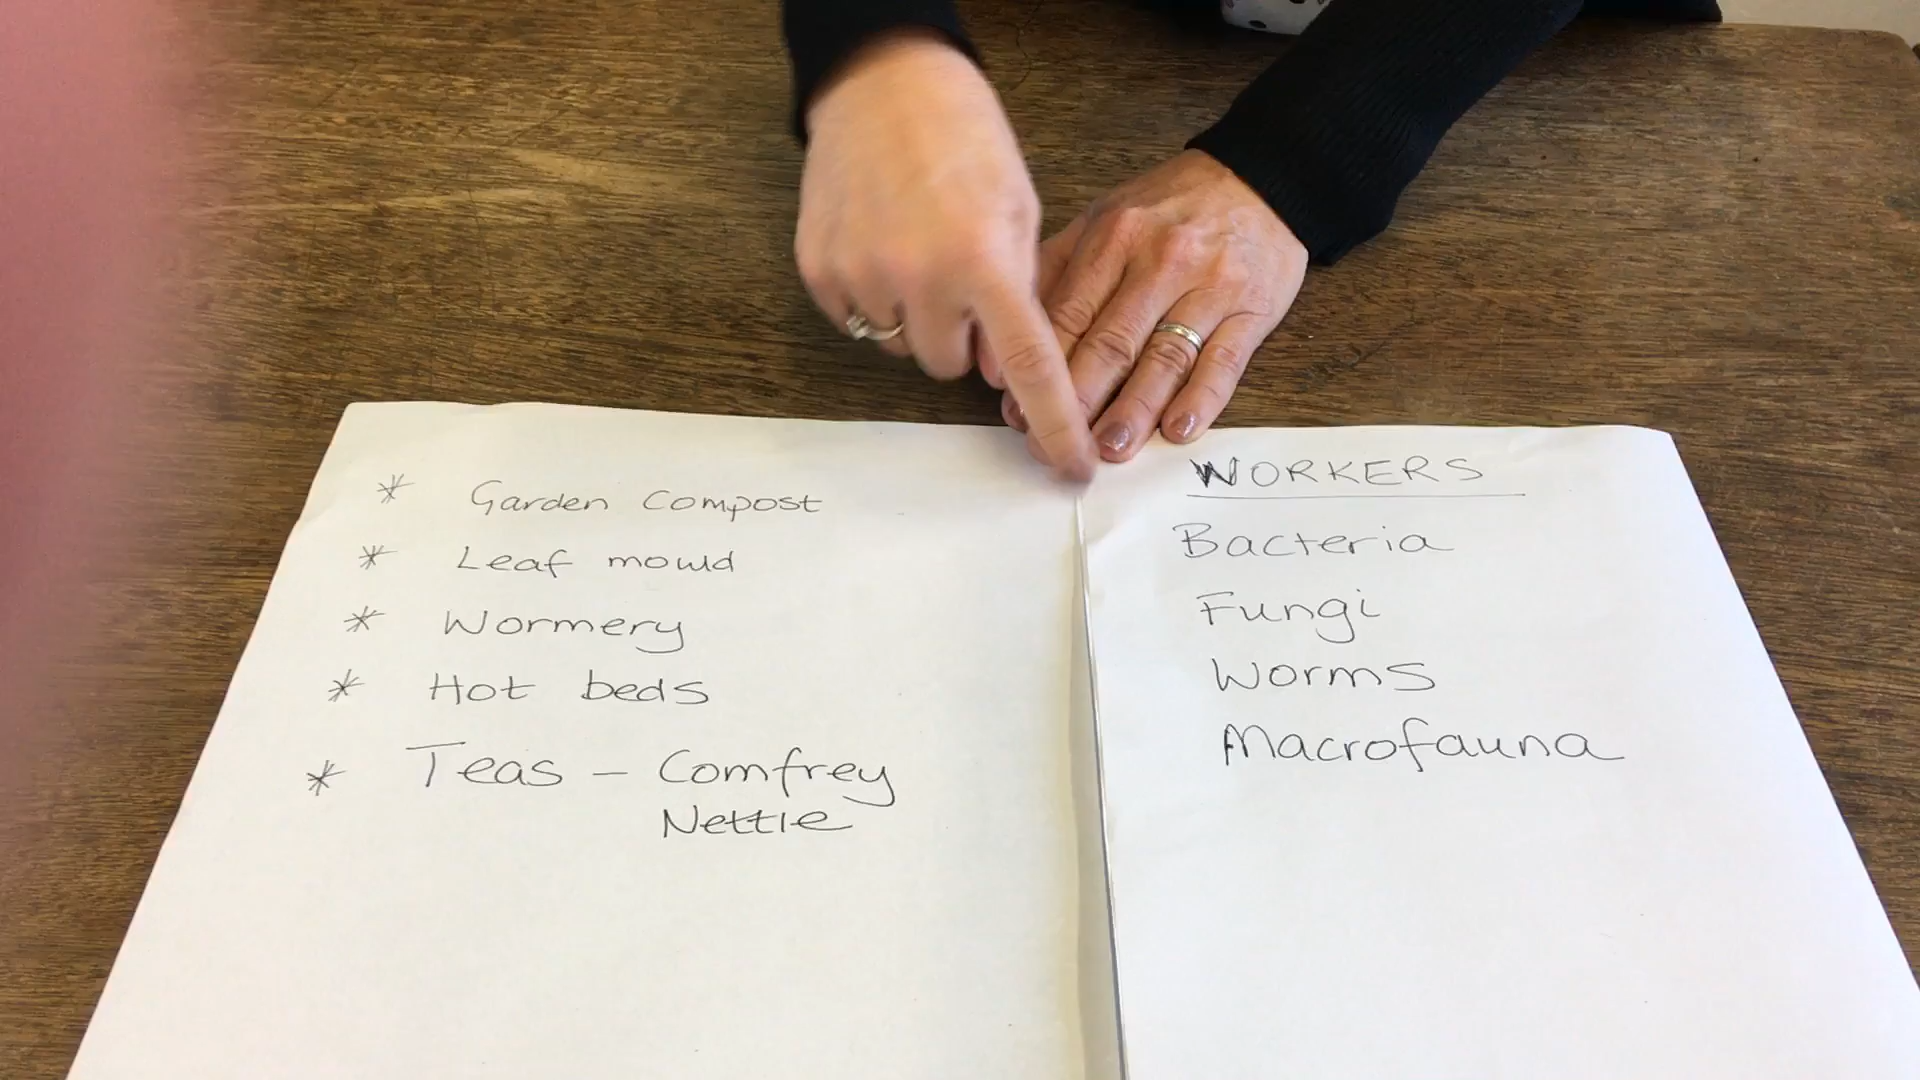 * Garden Compost
* Leaf mould
* Wormery
* Hot beds
* Teas - Comfrey
Nettle
WORKERS
Bacteria
Fungi
Worms
Macrofauna